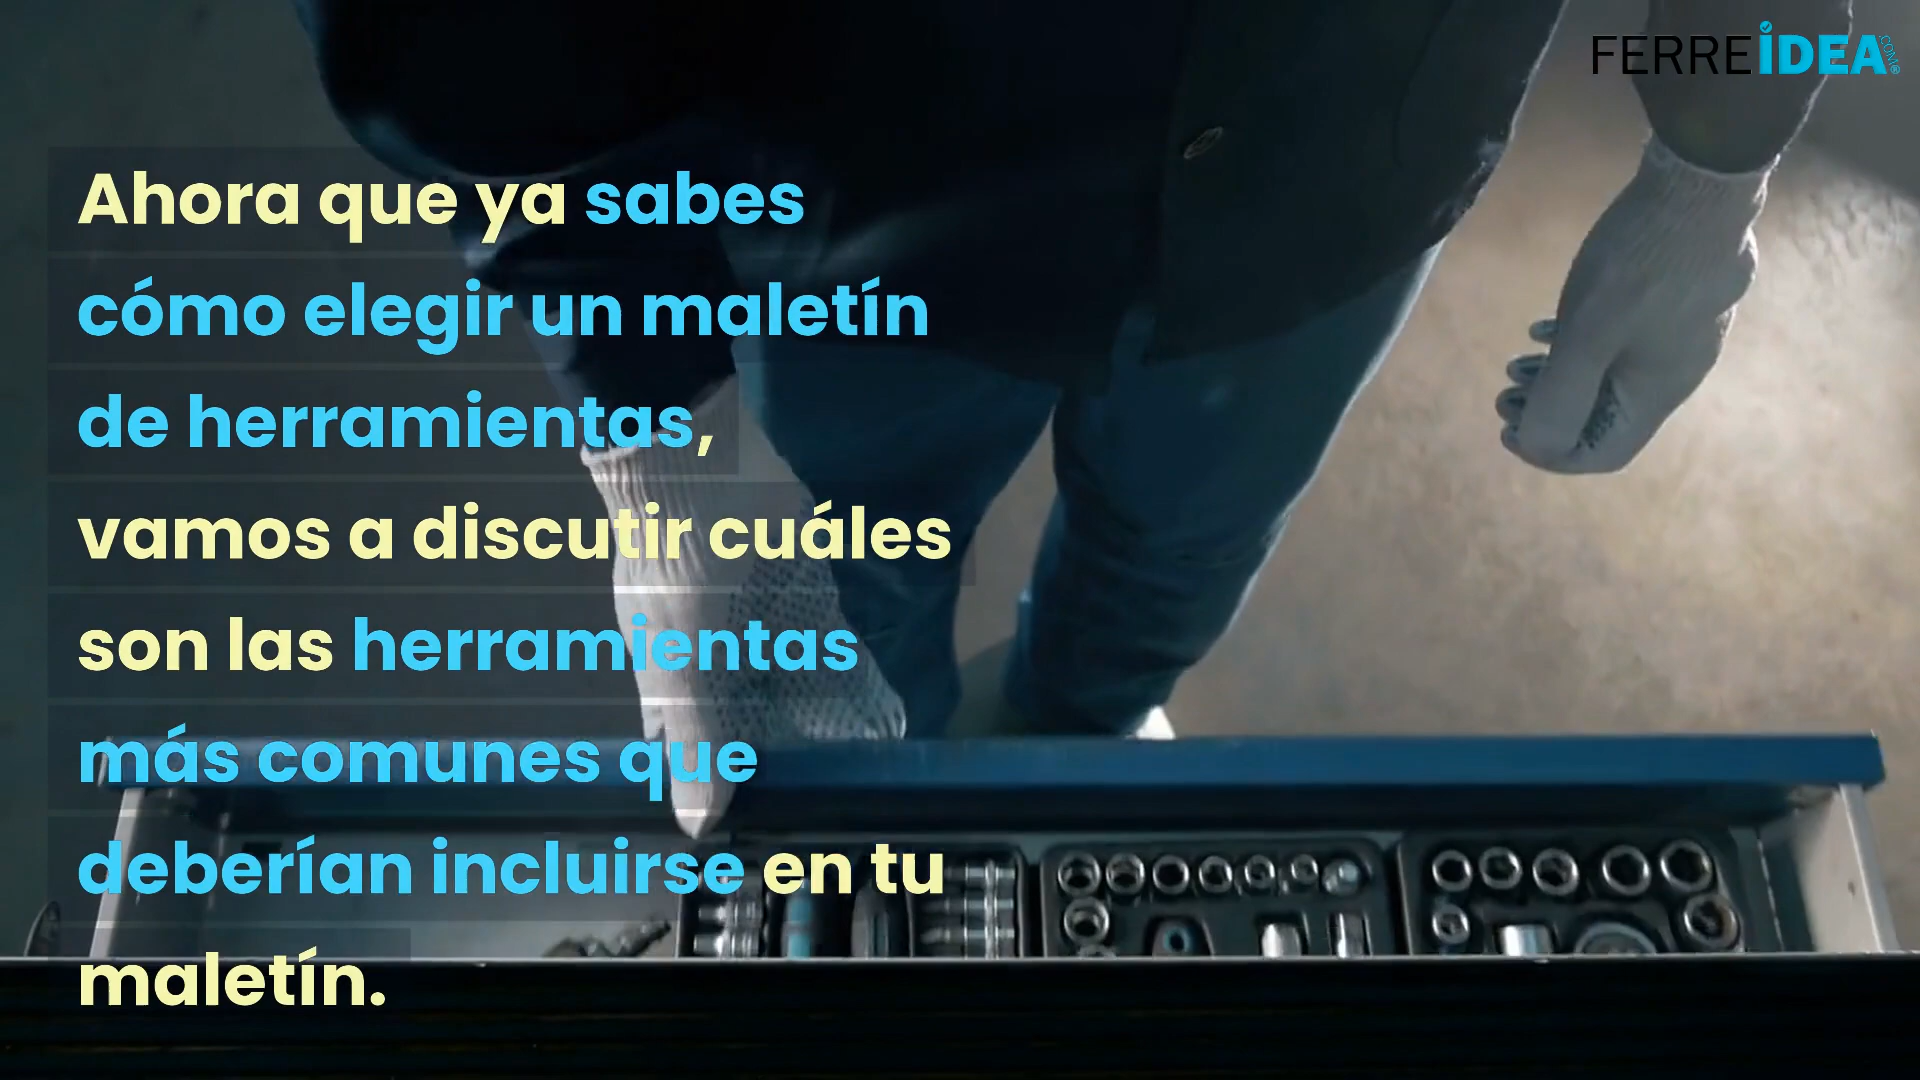 FERREiDEA.COM®
Ahora que ya sabes
cómo elegir un maletín
de herramientas,
vamos a discutir cuáles
son las herramientas
más comunes que
deberían incluirse en tu
maletín.